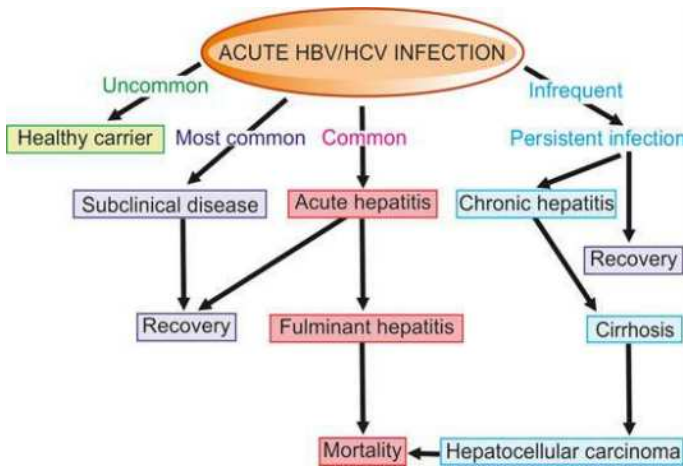 ACUTE HBV/HCV INFECTION
Uncommon
Infrequent
Healthy carrier
Most common
Common
Persistent infection
Subclinical disease
Acute hepatitis
Chronic hepatitis
Recovery
Recovery
Fulminant hepatitis
Cirrhosis
Mortality
Hepatocellular carcinoma